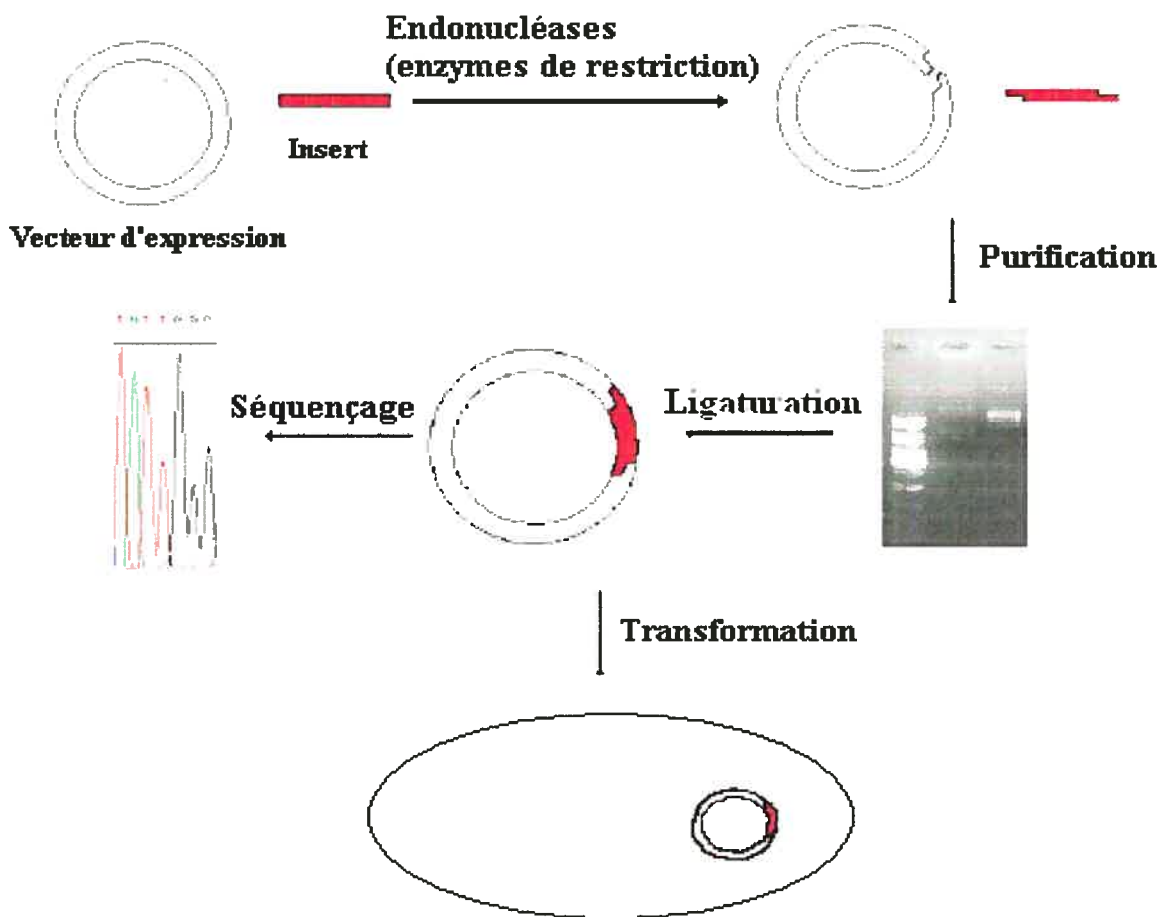 Endonucléases
(enzymes de restriction)
Insert
Vecteur d'expression
Purification
Ligaturation
Séquençage
Transformation